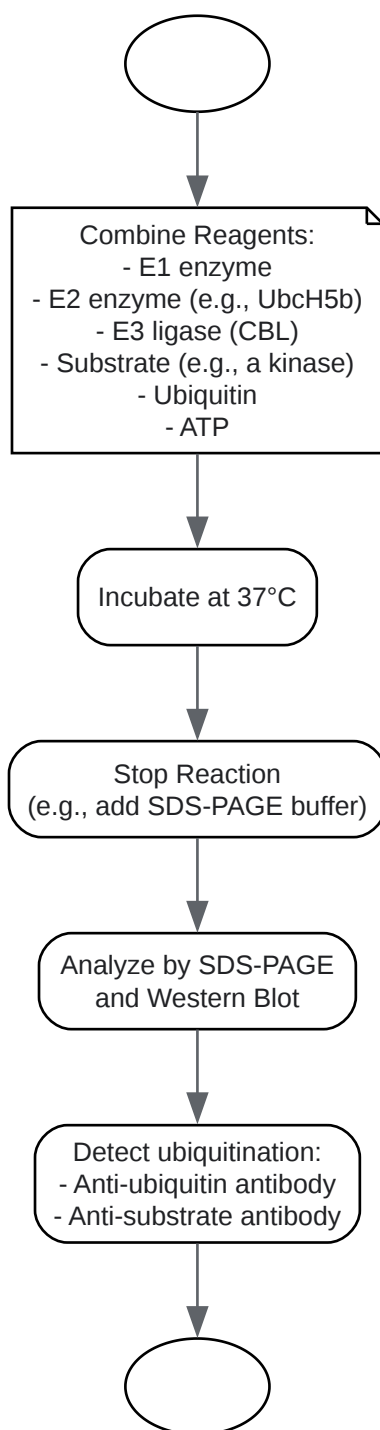 Combine Reagents:
- E1 enzyme
- E2 enzyme (e.g., UbcH5b)
- E3 ligase (CBL)
- Substrate (e.g., a kinase)
- Ubiquitin
- ATP
Incubate at 37°C
Stop Reaction
(e.g., add SDS-PAGE buffer)
Analyze by SDS-PAGE
and Western Blot
Detect ubiquitination:
- Anti-ubiquitin antibody
- Anti-substrate antibody